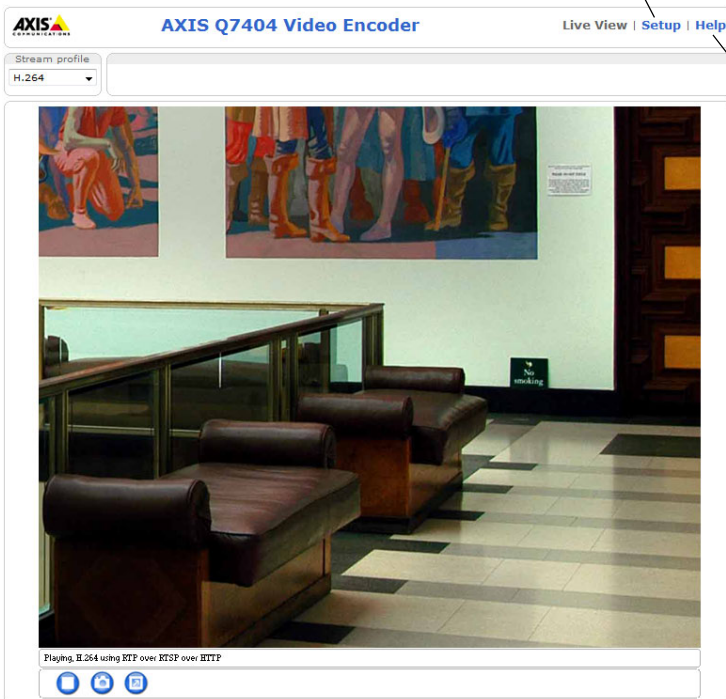 AXIS
COMMUNICATIONS
AXIS Q7404 Video Encoder
Live View | Setup | Help
Stream profile
H.264
No
smoking
Playing, H.264 using RTP over RTSP over HTTP